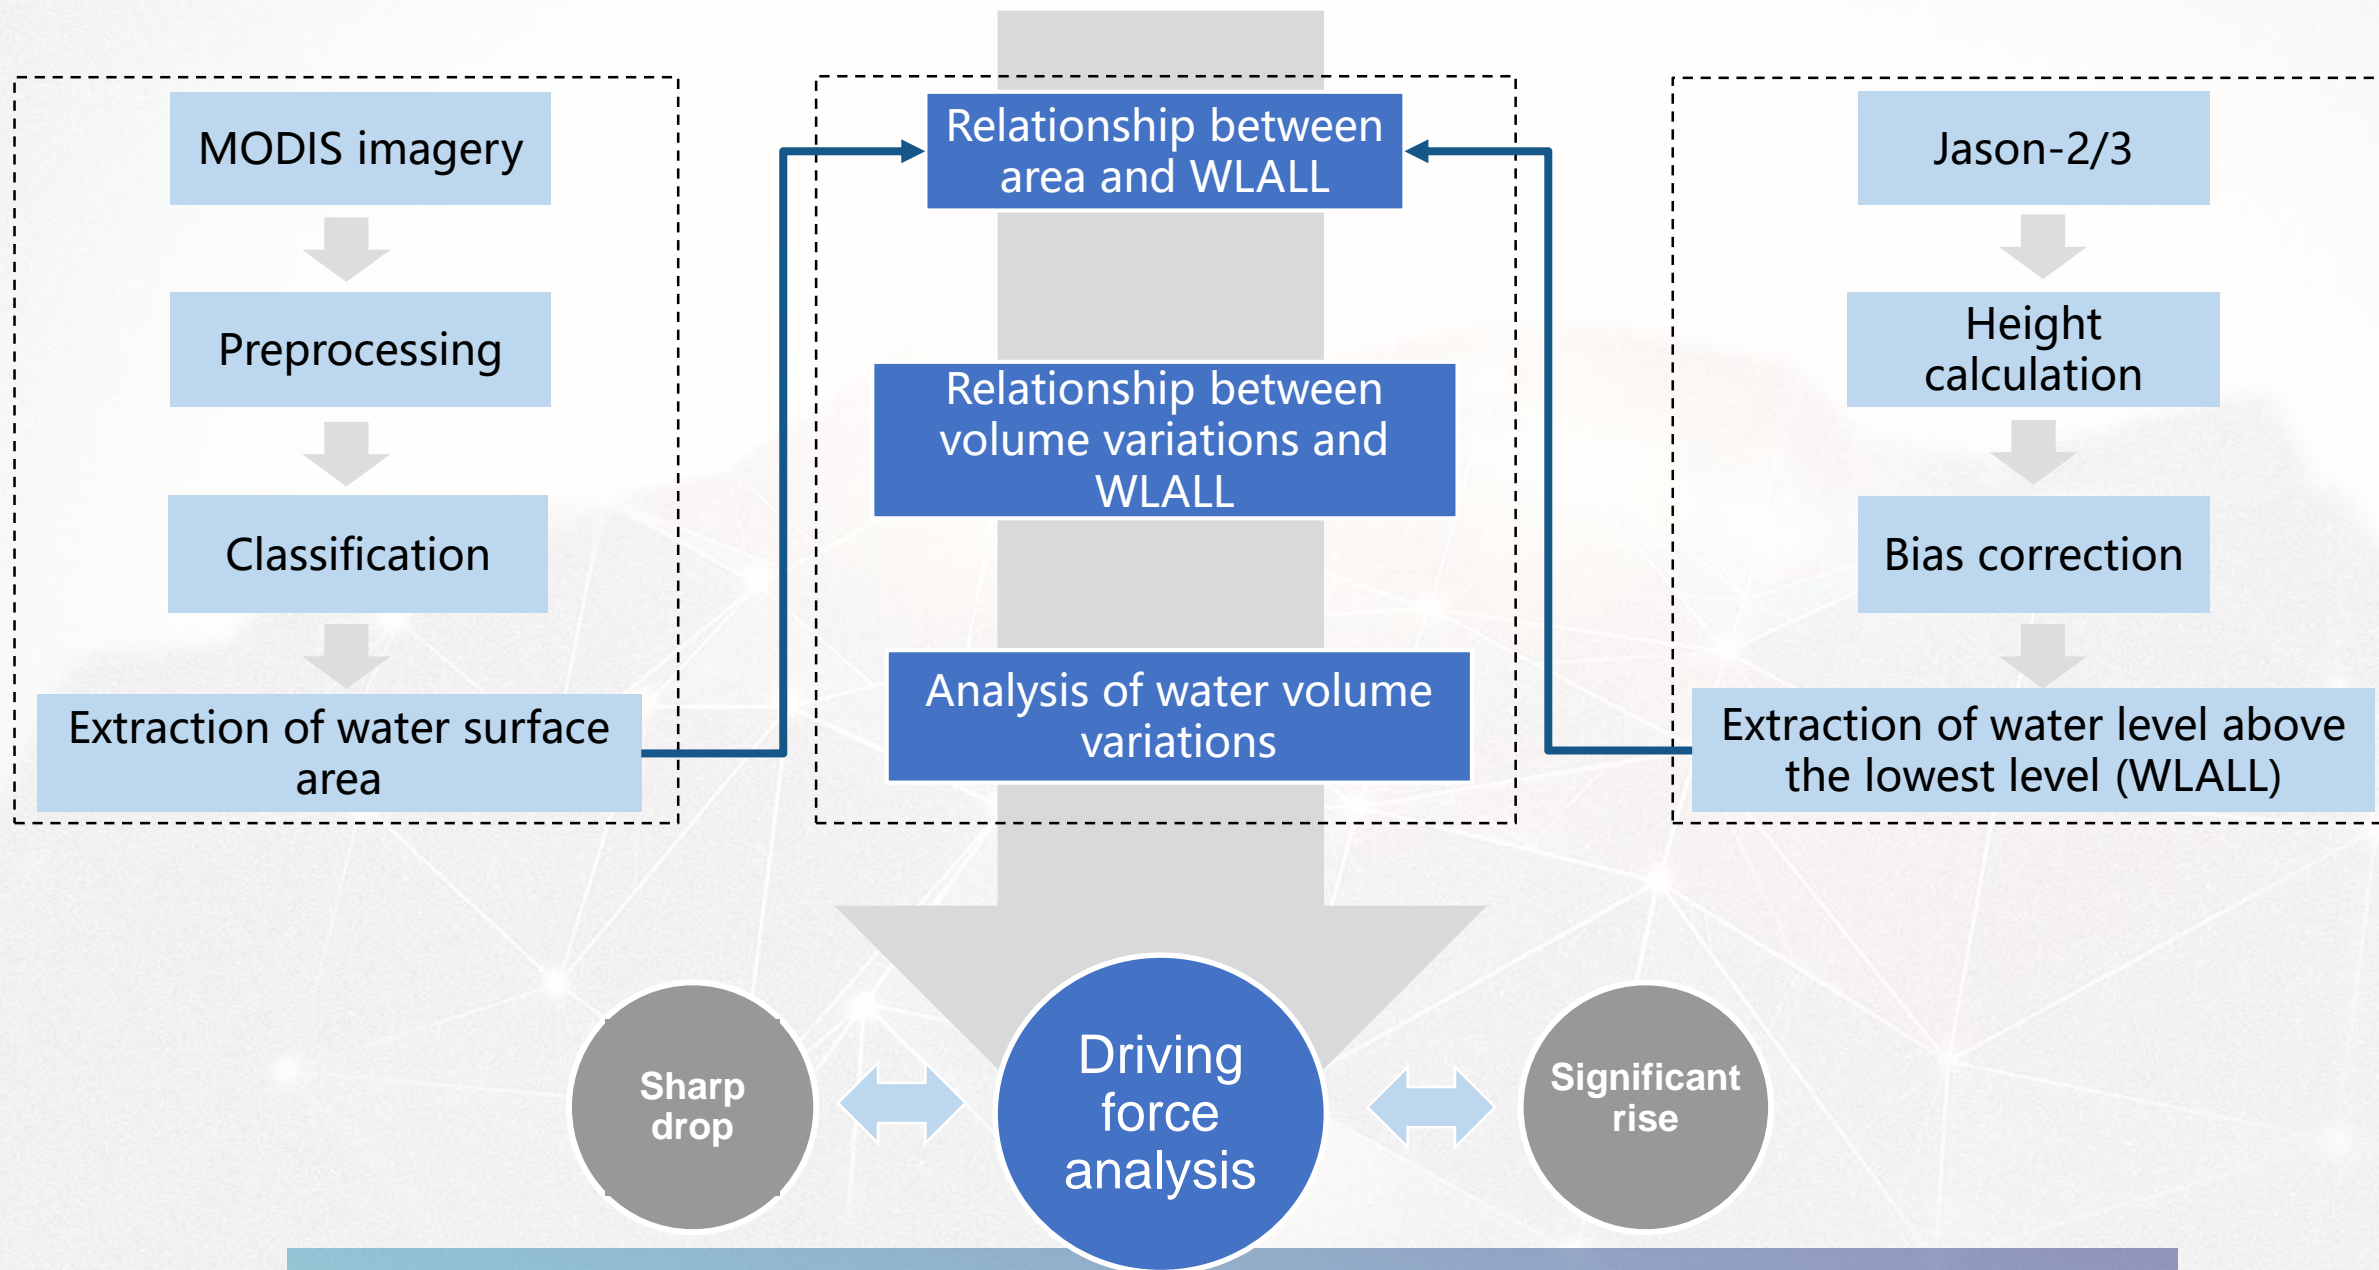 MODIS imagery
Preprocessing
Classification
Extraction of water surface
area
Relationship between
area and WLALL
Relationship between
volume variations and
WLALL
Analysis of water volume
variations
Jason-2/3
Height
calculation
Bias correction
Extraction of water level above
the lowest level (WLALL)
Sharp
drop
Driving
force
analysis
Significant
rise